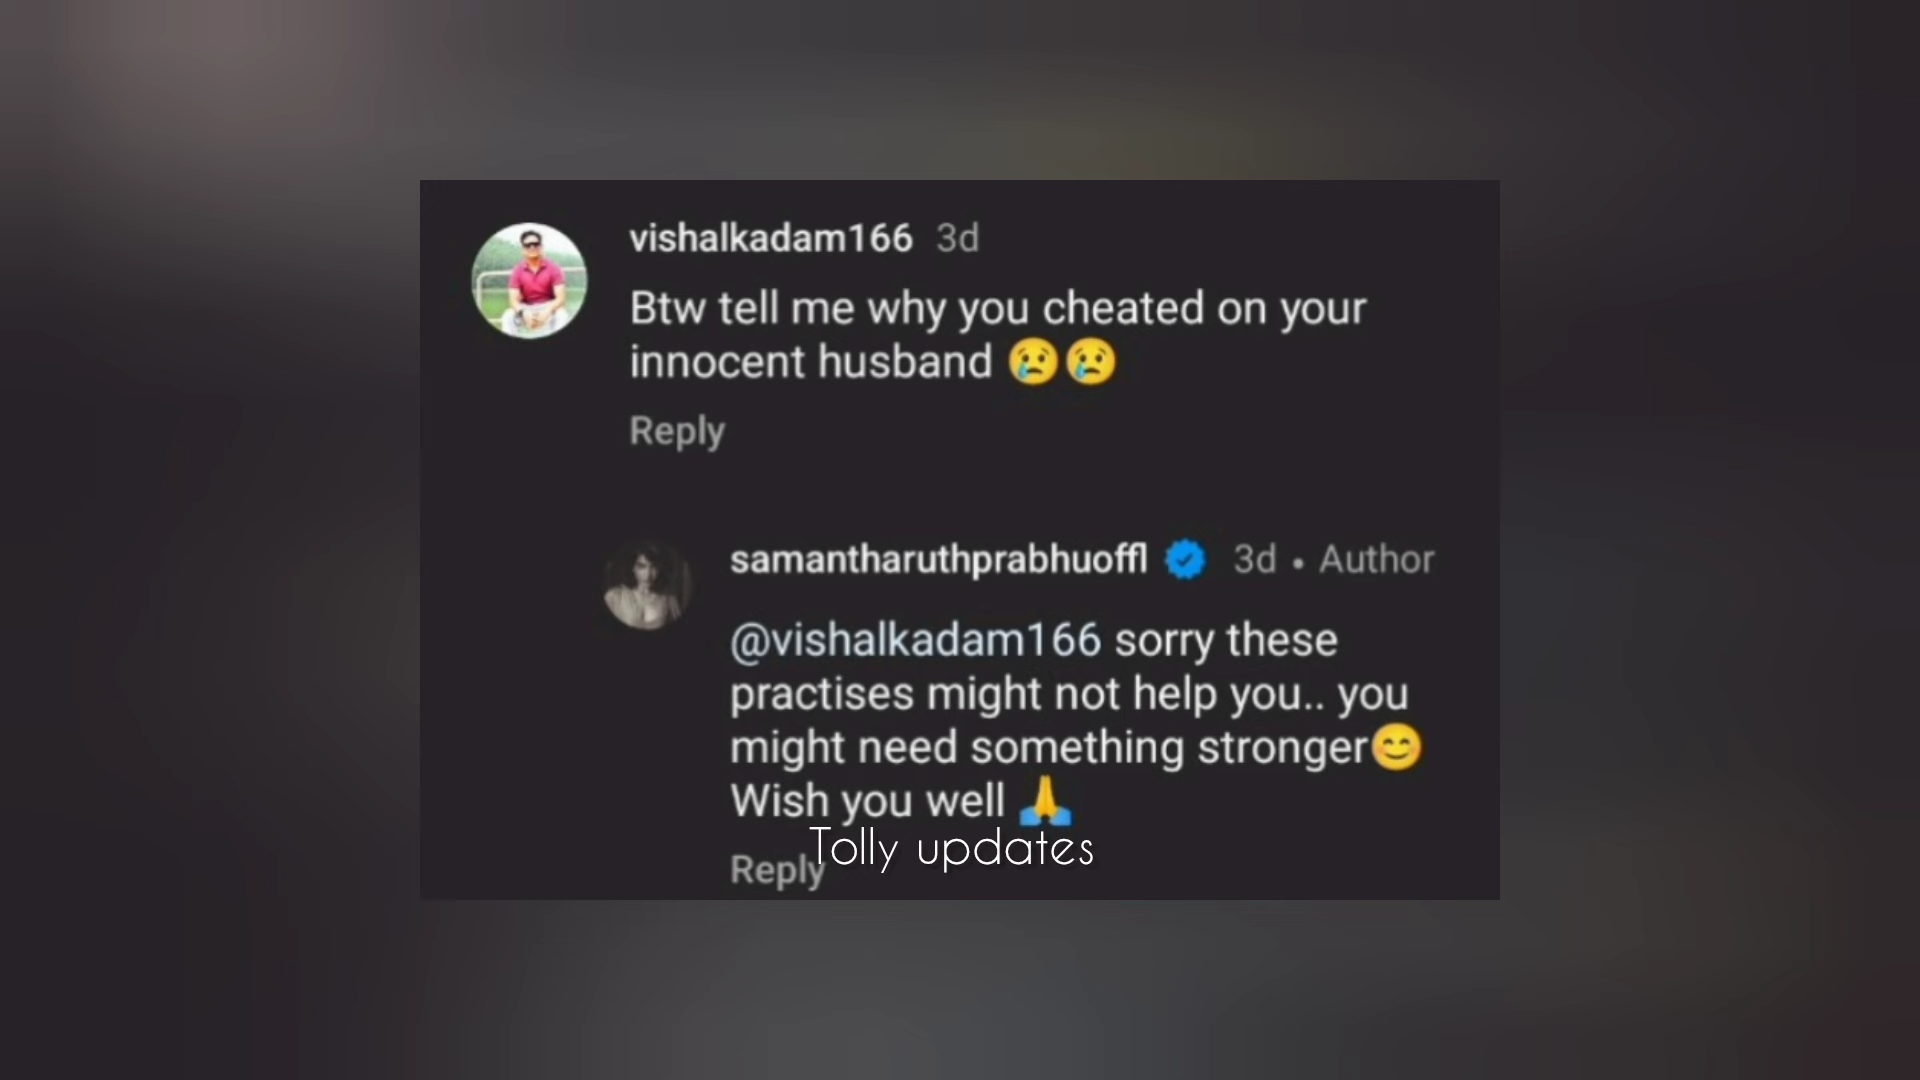 vishalkadam166 3d
Btw tell me why you cheated on your
innocent husband 😢😢
Reply
samantharuthprabhuoffl 3d • Author
@vishalkadam166 sorry these
practises might not help you.. you
might need something stronger😊
Wish you well 🙏
Tolly updates
Reply